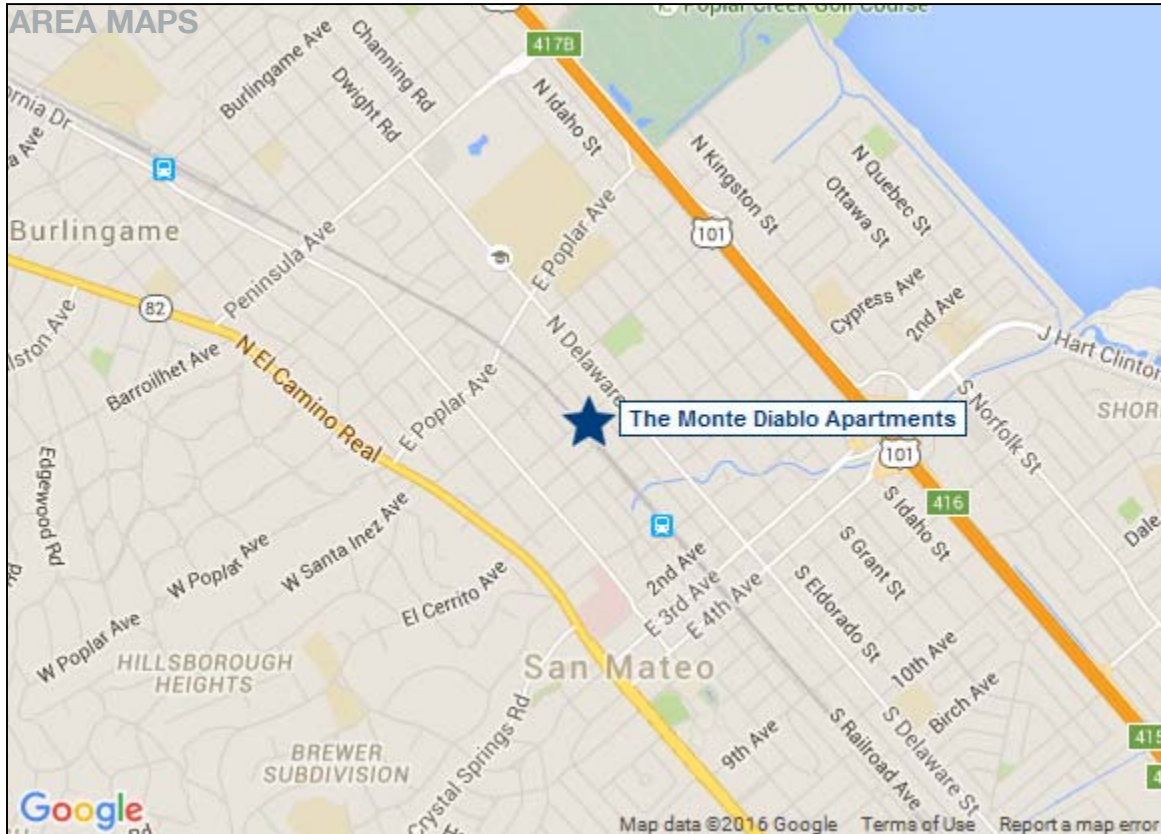 AREA MAPS
Poplar Creek Golf Course
417B
Burlingame Ave
Channing Rd
Dwight Rd
N Idaho St
N Kingston St
N Quebec St
Ottawa St
Burlingame
Peninsula Ave
E Poplar Ave
101
Cypress Ave
2nd Ave
82
J Hart Clinton
Barroilhet Ave
N El Camino Real
E Poplar Ave
N Delaware
S Norfolk St
The Monte Diablo Apartments
101
416
Edgewood Rd
W Poplar Ave
W Santa Inez Ave
El Cerrito Ave
2nd Ave
E 3rd Ave
E 4th Ave
S Idaho St
S Grant St
S Eldorado St
Dale
W Poplar Ave
HILLSBOROUGH
HEIGHTS
San Mateo
10th Ave
Birch Ave
BREWER
SUBDIVISION
Crystal Springs Rd
9th Ave
S Railroad Ave
S Delaware St
415
Google
Map data ©2016 Google
Terms of Use
Report a map error